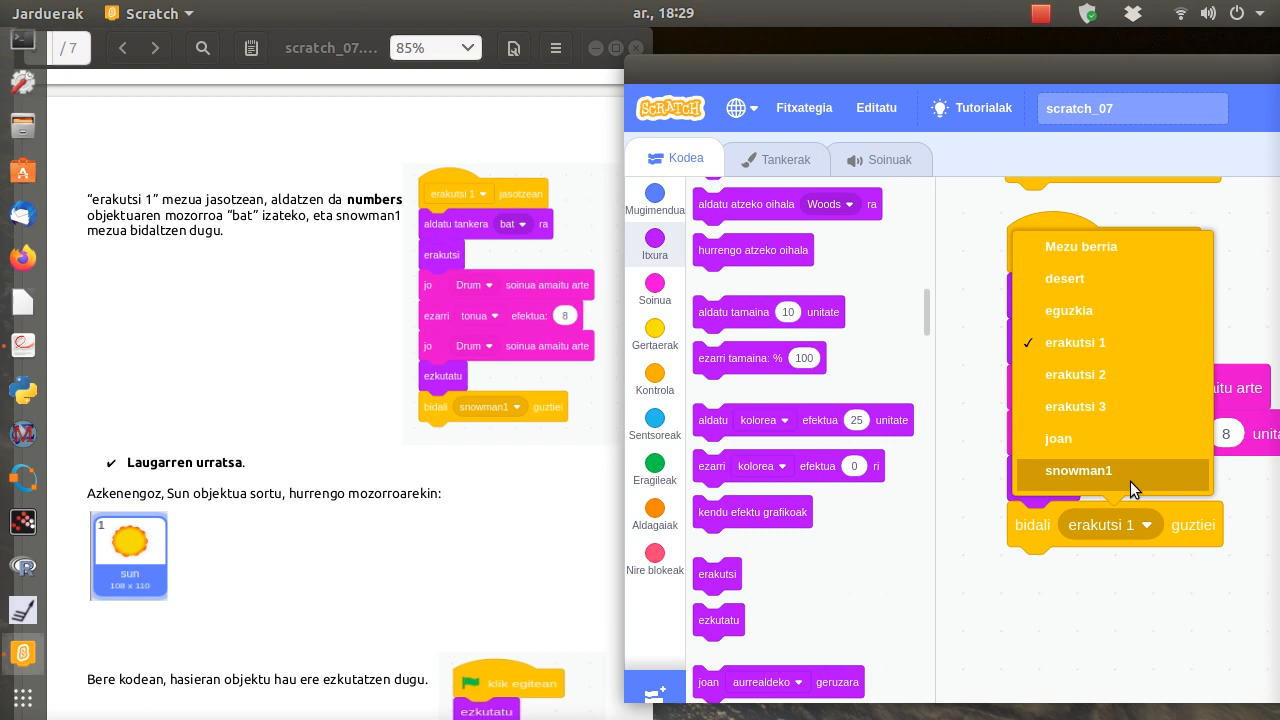 Jarduerak
Scratch
ar, 18:29
/ 7
scratch_07....
85%
SCRATCH
Fitxategia
Editatu
Tutorialak
scratch_07
Kodea
Tankerak
Soinuak
“erakutsi 1” mezua jasotzean, aldatzen da numbers
objektuaren mozorroa “bat” izateko, eta snowman1
mezua bidaltzen dugu.
erakutsi 1 jasotzean
aldatu tankera bat ra
erakutsi
jo Drum soinua amaitu arte
ezarri tonua efektua: 8
jo Drum soinua amaitu arte
ezkutatu
bidali snowman1 guztiei
✔ Laugarren urratsa.
Azkenengoz, Sun objektua sortu, hurrengo mozorroarekin:
1
sun
108 x 110
Bere kodean, hasieran objektu hau ere ezkutatzen dugu.
klik egitean
ezkutatu
Mugimendua
Itxura
Soinua
Gertaerak
Kontrola
Sentsoreak
Eragileak
Aldagaiak
Nire blokeak
aldatu atzeko oihala Woods ra
hurrengo atzeko oihala
aldatu tamaina 10 unitate
ezarri tamaina: % 100
aldatu kolorea efektua 25 unitate
ezarri kolorea efektua 0 ri
kendu efektu grafikoak
erakutsi
ezkutatu
joan aurrealdeko geruzara
Mezu berria
desert
eguzkia
✓ erakutsi 1
erakutsi 2
erakutsi 3
joan
snowman1
arte
8
bidali erakutsi 1 guztiei